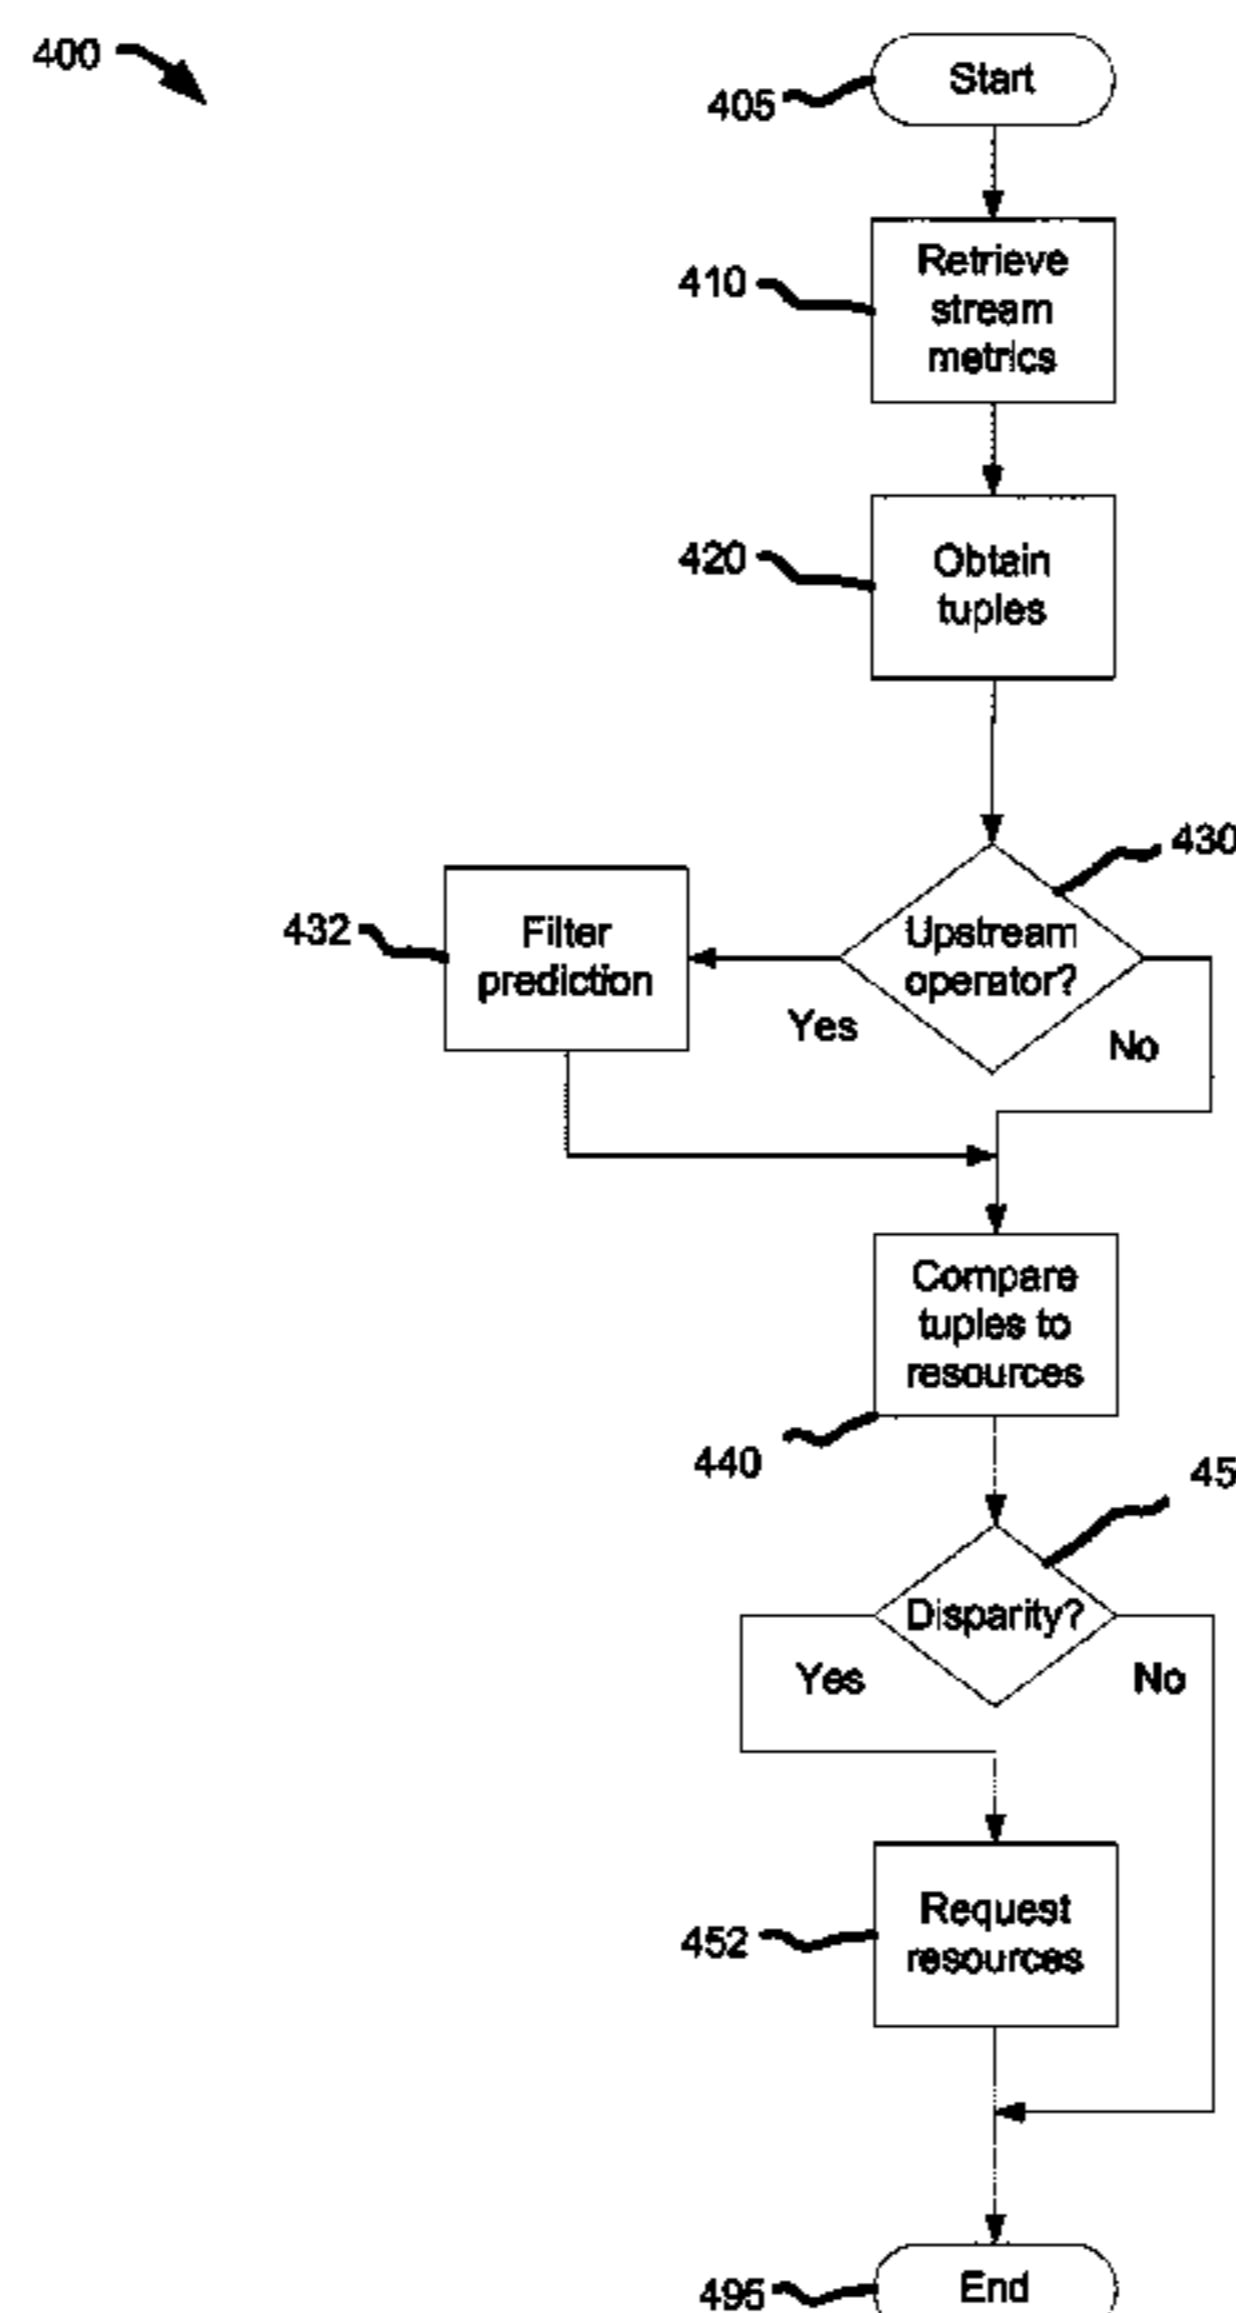 400
Start
405
Retrieve
stream
metrics
410
Obtain
tuples
420
430
Upstream
operator?
Filter
prediction
432
Yes
No
Compare
tuples to
resources
440
45
Disparity?
Yes
No
Request
resources
452
End
495